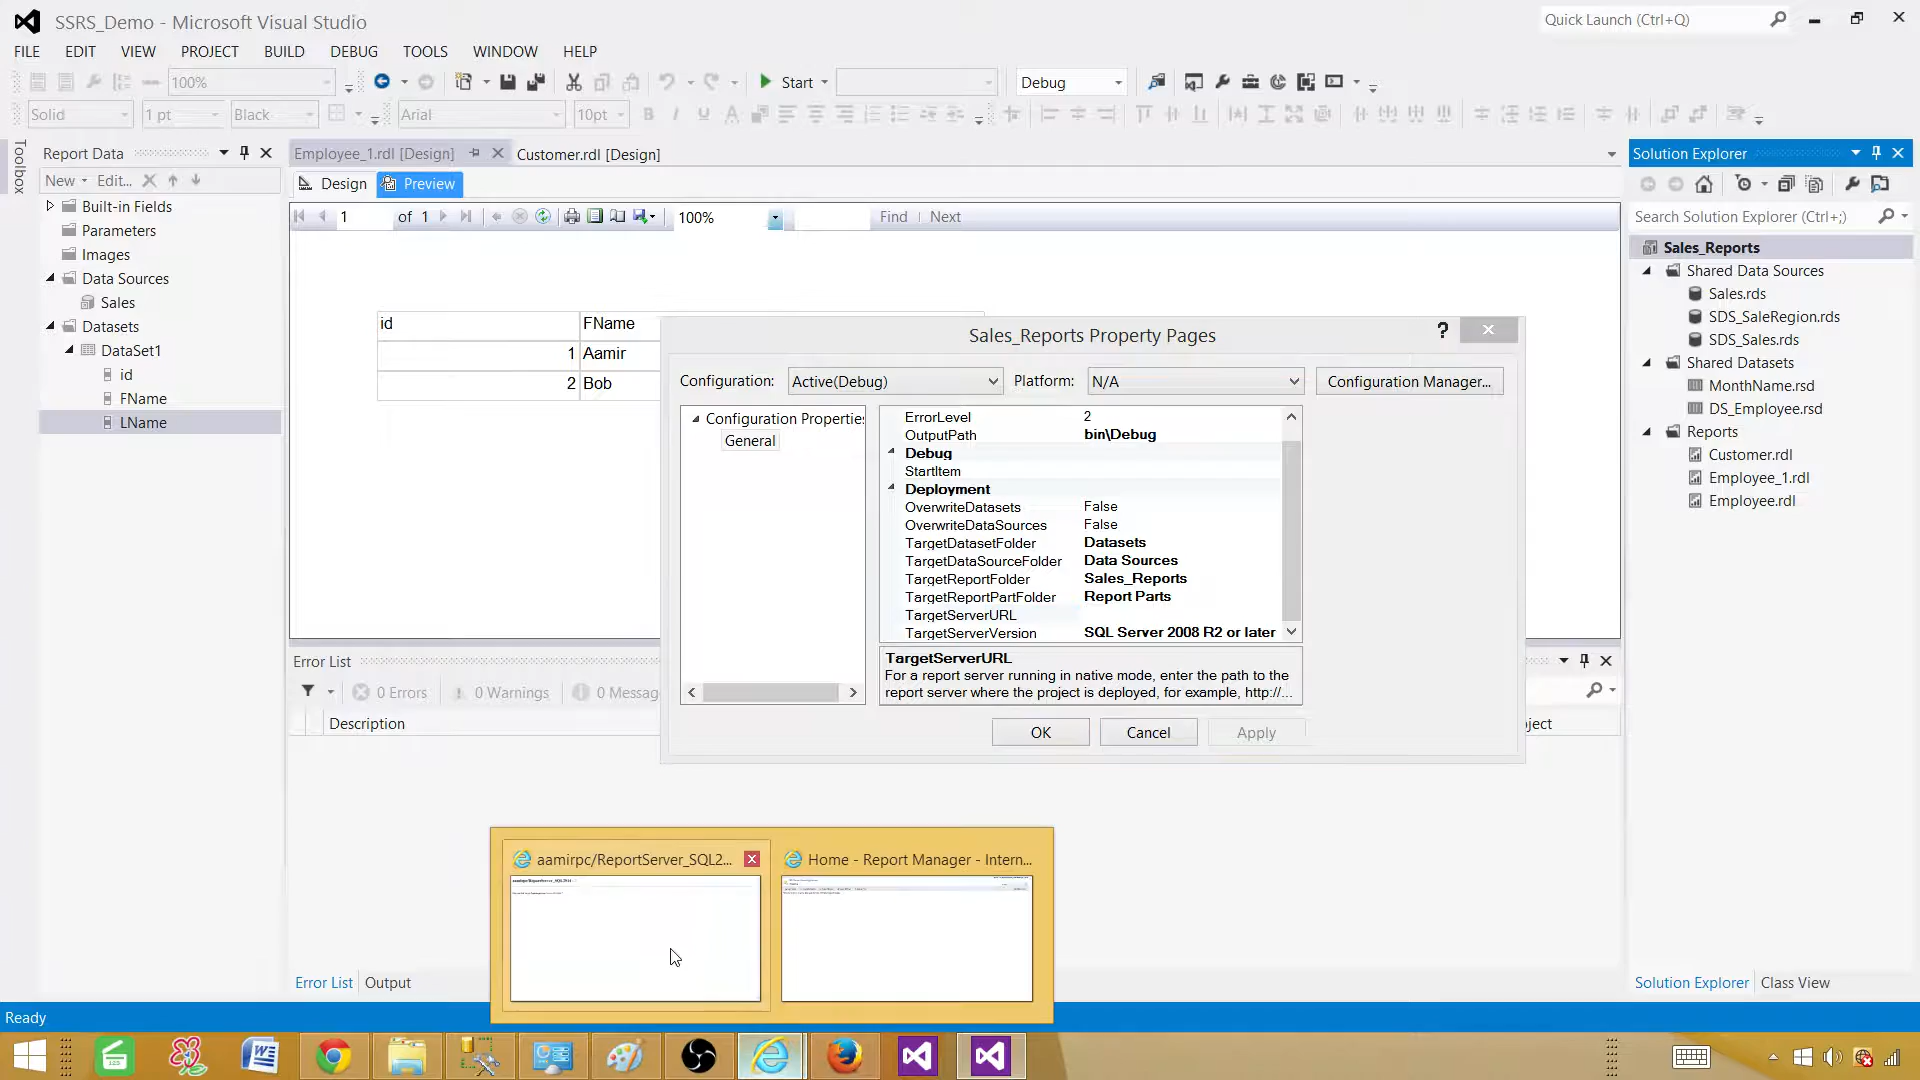 SSRS_Demo - Microsoft Visual Studio
Quick Launch (Ctrl+Q)
FILE EDIT VIEW PROJECT BUILD DEBUG TOOLS WINDOW HELP
100% Start Debug
Solid 1 pt Black Arial 10pt
Toolbox
Report Data
New Edit...
Built-in Fields
Parameters
Images
Data Sources
Sales
Datasets
DataSet1
id
FName
LName
Employee_1.rdl [Design] Customer.rdl [Design]
Design Preview
1 of 1 100% Find Next
id FName
1 Aamir
2 Bob
Sales_Reports Property Pages
Configuration: Active(Debug) Platform: N/A Configuration Manager...
Configuration Properties
General
ErrorLevel 2
OutputPath bin\Debug
Debug
StartItem
Deployment
OverwriteDatasets False
OverwriteDataSources False
TargetDatasetFolder Datasets
TargetDataSourceFolder Data Sources
TargetReportFolder Sales_Reports
TargetReportPartFolder Report Parts
TargetServerURL
TargetServerVersion SQL Server 2008 R2 or later
TargetServerURL
For a report server running in native mode, enter the path to the
report server where the project is deployed, for example, http://...
OK Cancel Apply
Error List
0 Errors 0 Warnings 0 Messag
Description
ject
Error List Output
Solution Explorer
Search Solution Explorer (Ctrl+;)
Sales_Reports
Shared Data Sources
Sales.rds
SDS_SaleRegion.rds
SDS_Sales.rds
Shared Datasets
MonthName.rsd
DS_Employee.rsd
Reports
Customer.rdl
Employee_1.rdl
Employee.rdl
Solution Explorer Class View
aamirpc/ReportServer_SQL2... Home - Report Manager - Intern...
Ready